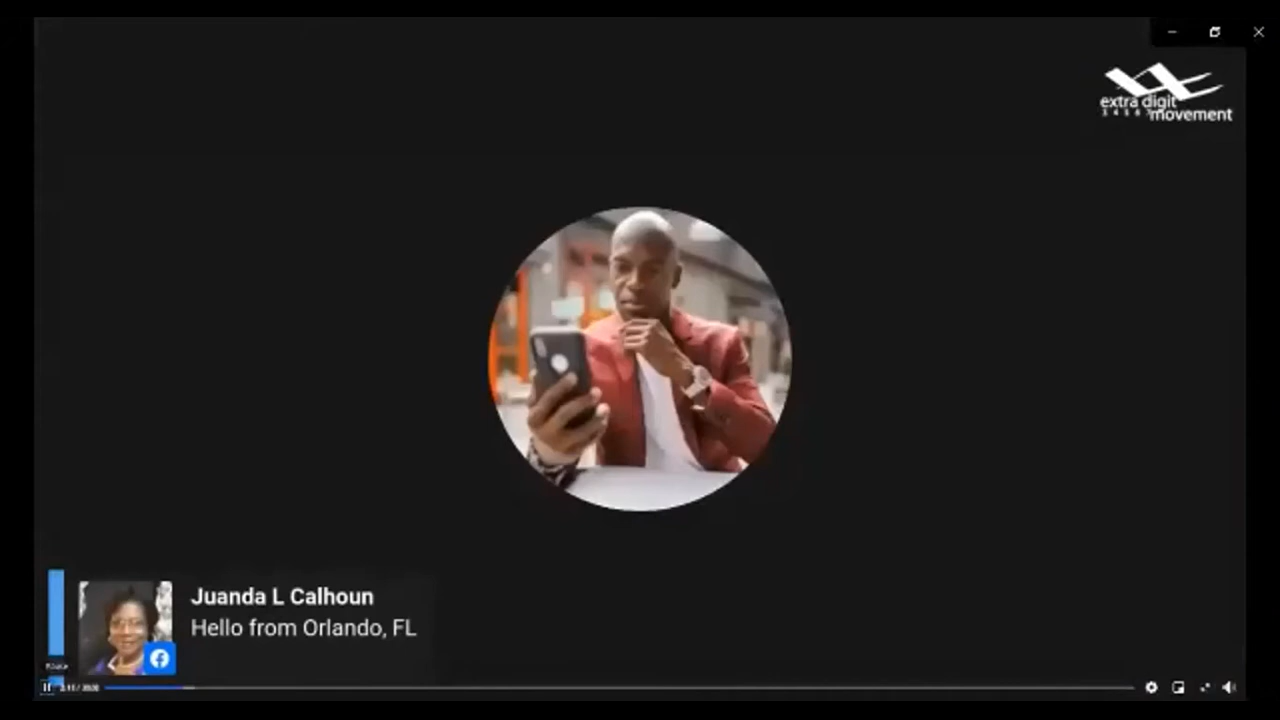 extra digit
movement
Juanda L Calhoun
Hello from Orlando, FL